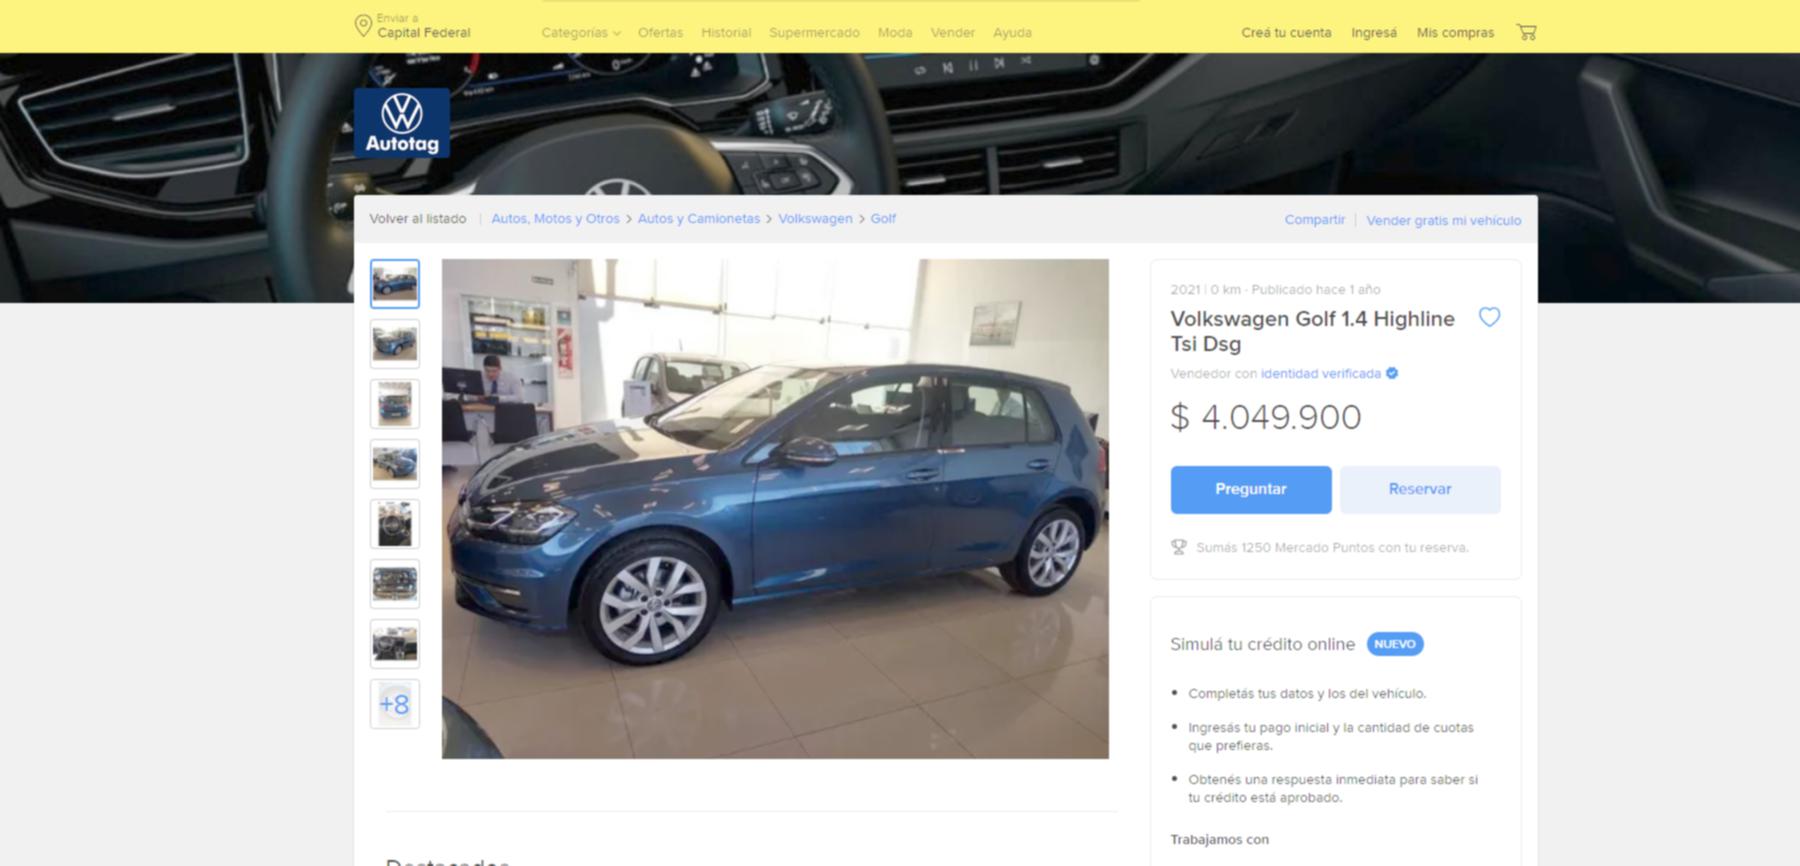 Enviar a
Capital Federal
Categorías
Ofertas
Historial
Supermercado
Moda
Vender
Ayuda
Creá tu cuenta
Ingresá
Mis compras
Autotag
Volver al listado
Autos, Motos y Otros > Autos y Camionetas > Volkswagen > Golf
Compartir
Vender gratis mi vehículo
+8
2021 | 0 km · Publicado hace 1 año
Volkswagen Golf 1.4 Highline
Tsi Dsg
Vendedor con identidad verificada
$ 4.049.900
Preguntar
Reservar
Sumás 1250 Mercado Puntos con tu reserva.
Simulá tu crédito online
NUEVO
• Completás tus datos y los del vehículo.
• Ingresás tu pago inicial y la cantidad de cuotas
que prefieras.
• Obtenés una respuesta inmediata para saber si
tu crédito está aprobado.
Trabajamos con